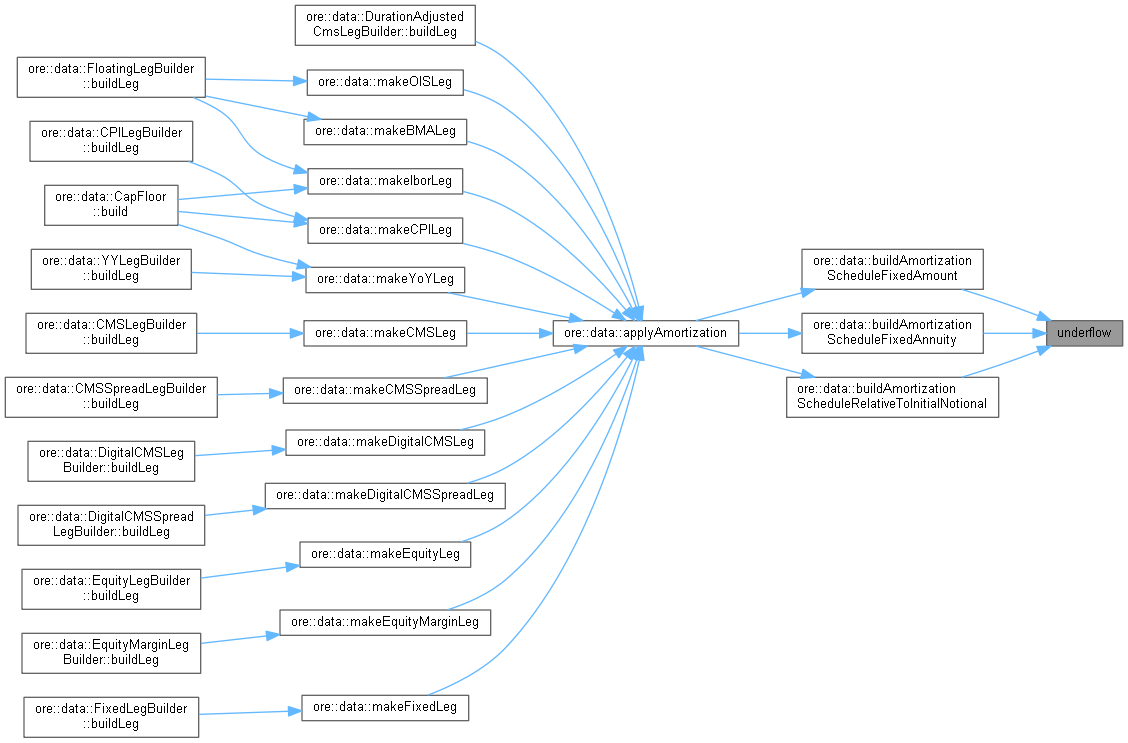 ore::data::DurationAdjusted
CmsLegBuilder::buildLeg
ore::data::FloatingLegBuilder
::buildLeg
ore::data::CPILegBuilder
::buildLeg
ore::data::CapFloor
::build
ore::data::YYLegBuilder
::buildLeg
ore::data::CMSLegBuilder
::buildLeg
ore::data::CMSSpreadLegBuilder
::buildLeg
ore::data::DigitalCMSLeg
Builder::buildLeg
ore::data::DigitalCMSSpread
LegBuilder::buildLeg
ore::data::EquityLegBuilder
::buildLeg
ore::data::EquityMarginLeg
Builder::buildLeg
ore::data::FixedLegBuilder
::buildLeg
ore::data::makeOISLeg
ore::data::makeBMALeg
ore::data::makeIborLeg
ore::data::makeCPILeg
ore::data::makeYoYLeg
ore::data::makeCMSLeg
ore::data::makeCMSSpreadLeg
ore::data::makeDigitalCMSLeg
ore::data::makeDigitalCMSSpreadLeg
ore::data::makeEquityLeg
ore::data::makeEquityMarginLeg
ore::data::makeFixedLeg
ore::data::applyAmortization
ore::data::buildAmortization
ScheduleFixedAmount
ore::data::buildAmortization
ScheduleFixedAnnuity
ore::data::buildAmortization
ScheduleRelativeToInitialNotional
underflow